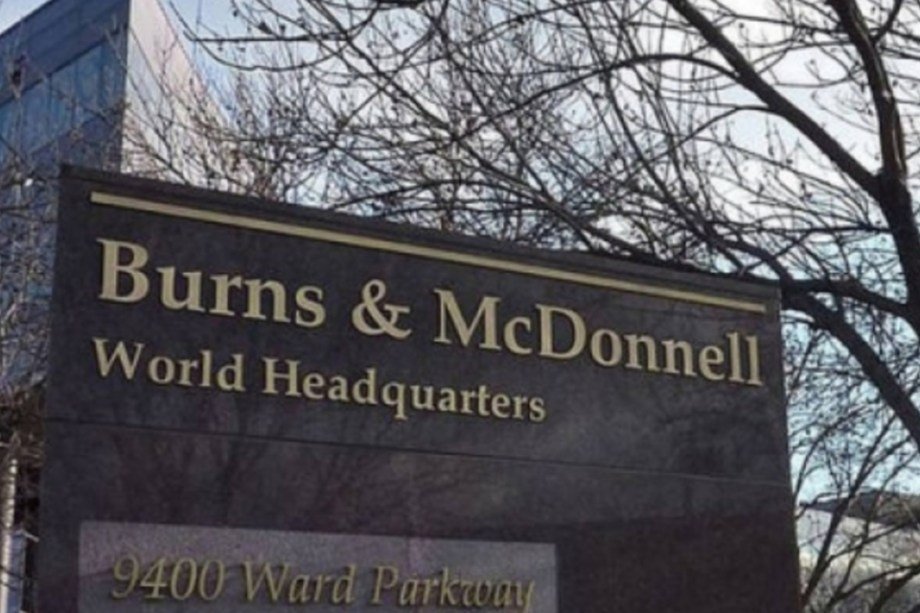 Burns & McDonnell
World Headquarters
9400 Ward Parkway